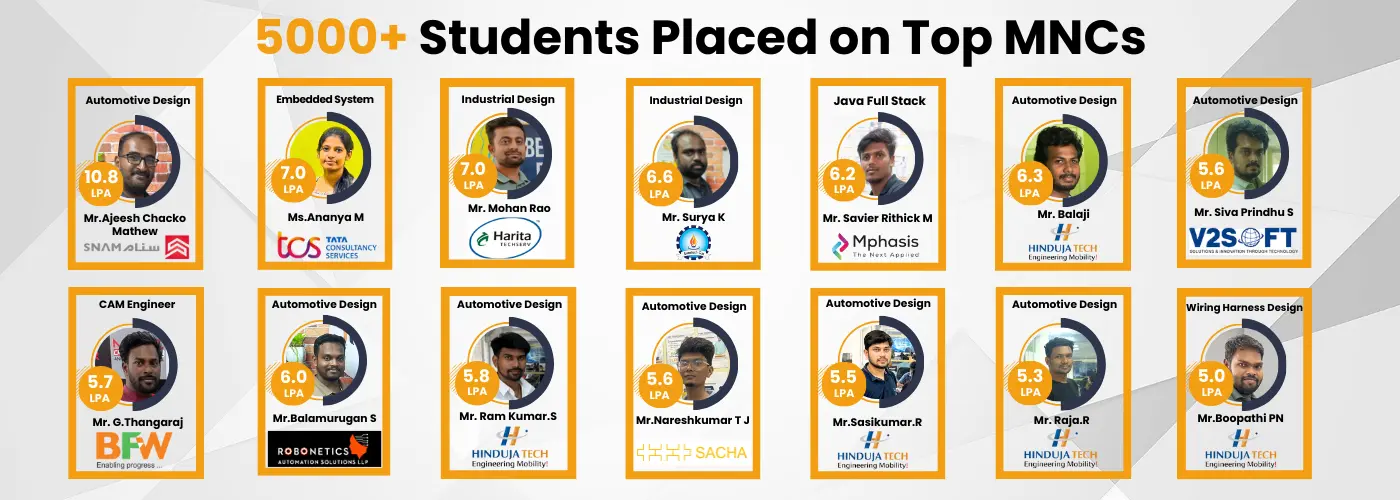 5000+ Students Placed on Top MNCs
Automotive Design
10.8
LPA
Mr.Ajeesh Chacko
Mathew
SNAM سنام
Embedded System
7.0
LPA
Ms.Ananya M
tcs TATA
CONSULTANCY
SERVICES
Industrial Design
7.0
LPA
Mr. Mohan Rao
Harita
TECHSERV
Industrial Design
6.6
LPA
Mr. Surya K
Java Full Stack
6.2
LPA
Mr. Savier Rithick M
Mphasis
The Next Applied
Automotive Design
6.3
LPA
Mr. Balaji
HINDUJA TECH
Engineering Mobility!
Automotive Design
5.6
LPA
Mr. Siva Prindhu S
V2SOFT
SOLUTIONS & INNOVATION THROUGH TECHNOLOGY
CAM Engineer
5.7
LPA
Mr. G.Thangaraj
BFW
Enabling progress ...
Automotive Design
6.0
LPA
Mr.Balamurugan S
ROBONETICS
AUTOMATION SOLUTIONS LLP
Automotive Design
5.8
LPA
Mr. Ram Kumar.S
HINDUJA TECH
Engineering Mobility!
Automotive Design
5.6
LPA
Mr.Nareshkumar T J
SACHA
Automotive Design
5.5
LPA
Mr.Sasikumar.R
HINDUJA TECH
Engineering Mobility!
Automotive Design
5.3
LPA
Mr. Raja.R
HINDUJA TECH
Engineering Mobility!
Wiring Harness Design
5.0
LPA
Mr.Boopathi PN
HINDUJA TECH
Engineering Mobility!